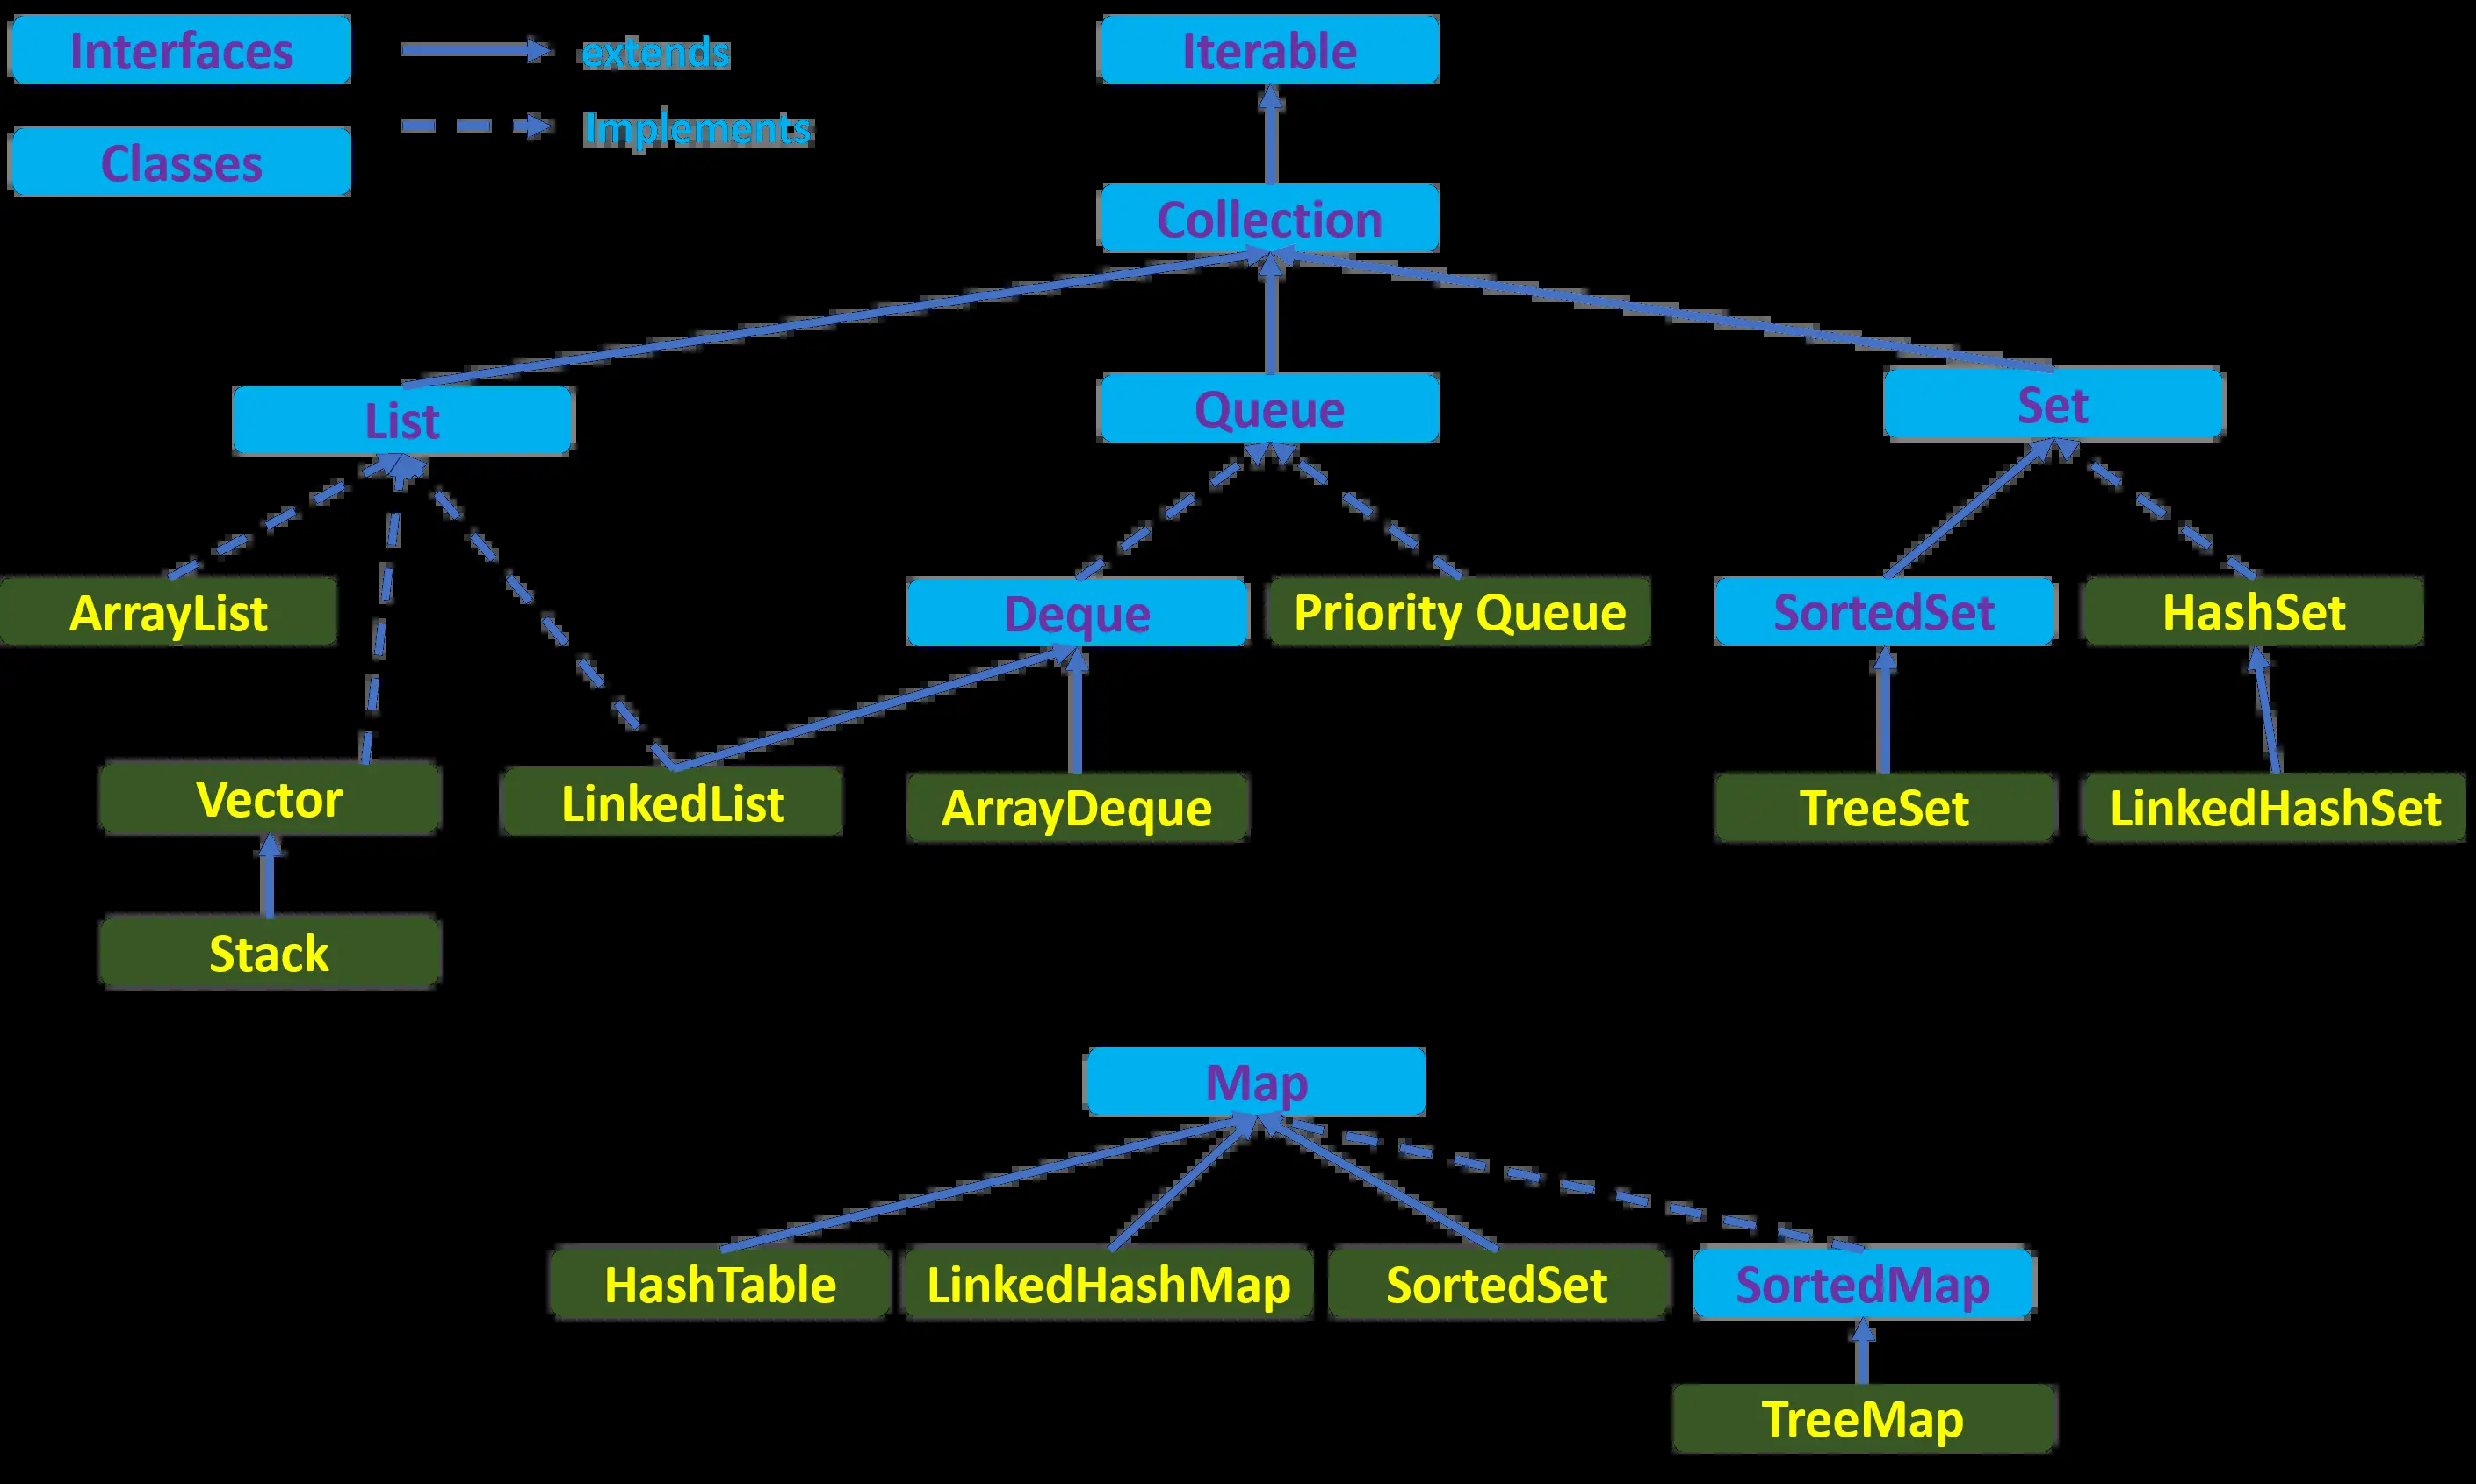 Interfaces
extends
Iterable
Implements
Classes
Collection
List
Queue
Set
ArrayList
Deque
Priority Queue
SortedSet
HashSet
Vector
LinkedList
ArrayDeque
TreeSet
LinkedHashSet
Stack
Map
HashTable
LinkedHashMap
SortedSet
SortedMap
TreeMap